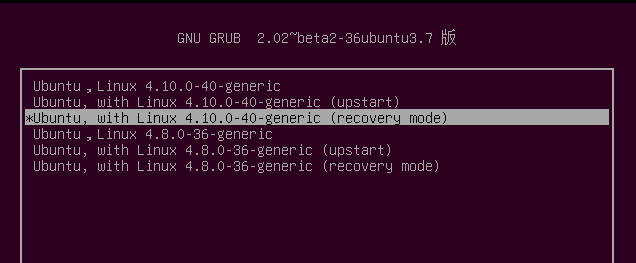 GNU GRUB  2.02~beta2-36ubuntu3.7 版
Ubuntu，Linux 4.10.0-40-generic
Ubuntu, with Linux 4.10.0-40-generic (upstart)
*Ubuntu, with Linux 4.10.0-40-generic (recovery mode)
Ubuntu，Linux 4.8.0-36-generic
Ubuntu, with Linux 4.8.0-36-generic (upstart)
Ubuntu, with Linux 4.8.0-36-generic (recovery mode)